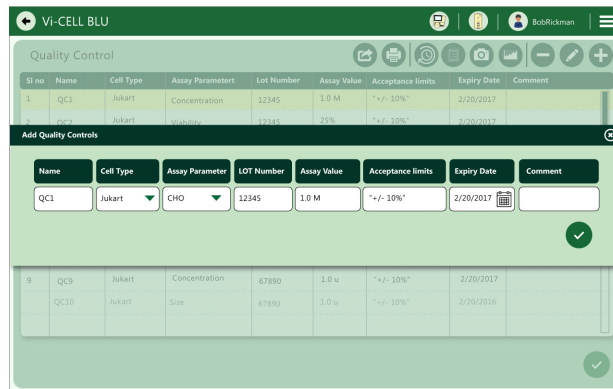 Vi-CELL BLU
BobRickman
Quality Control
Sl no Name Cell Type Assay Parametert Lot Number Assay Value Acceptance limits Expiry Date Comment
1 QC1 Jukart Concentration 12345 1.0 M "+/- 10%" 2/20/2017
2 QC2 Jukart Viability 12345 25% "+/- 10%" 2/20/2017
Add Quality Controls
Name Cell Type Assay Parameter LOT Number Assay Value Acceptance limits Expiry Date Comment
QC1 Jukart CHO 12345 1.0 M "+/- 10%" 2/20/2017
9 QC9 Jukart Concentration 67890 1.0 u "+/- 10%" 2/20/2017
QC10 Jukart Size 67890 1.0 u "+/- 10%" 2/20/2016